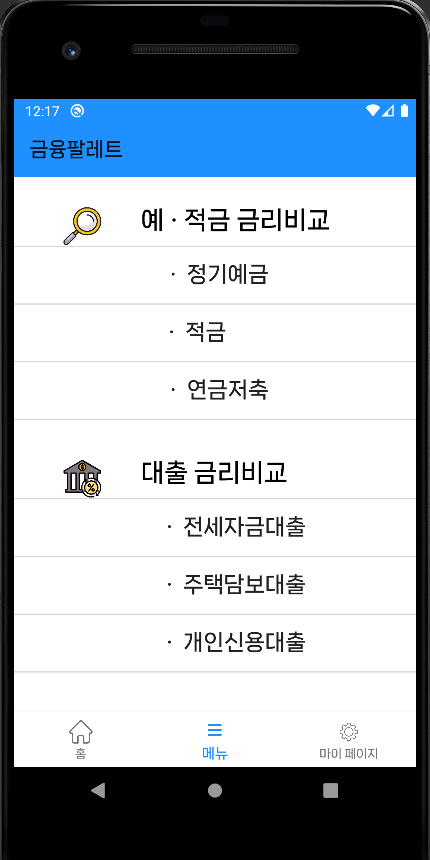 12:17
금융팔레트
예 · 적금 금리비교
· 정기예금
· 적금
· 연금저축
대출 금리비교
· 전세자금대출
· 주택담보대출
· 개인신용대출
홈 메뉴 마이 페이지